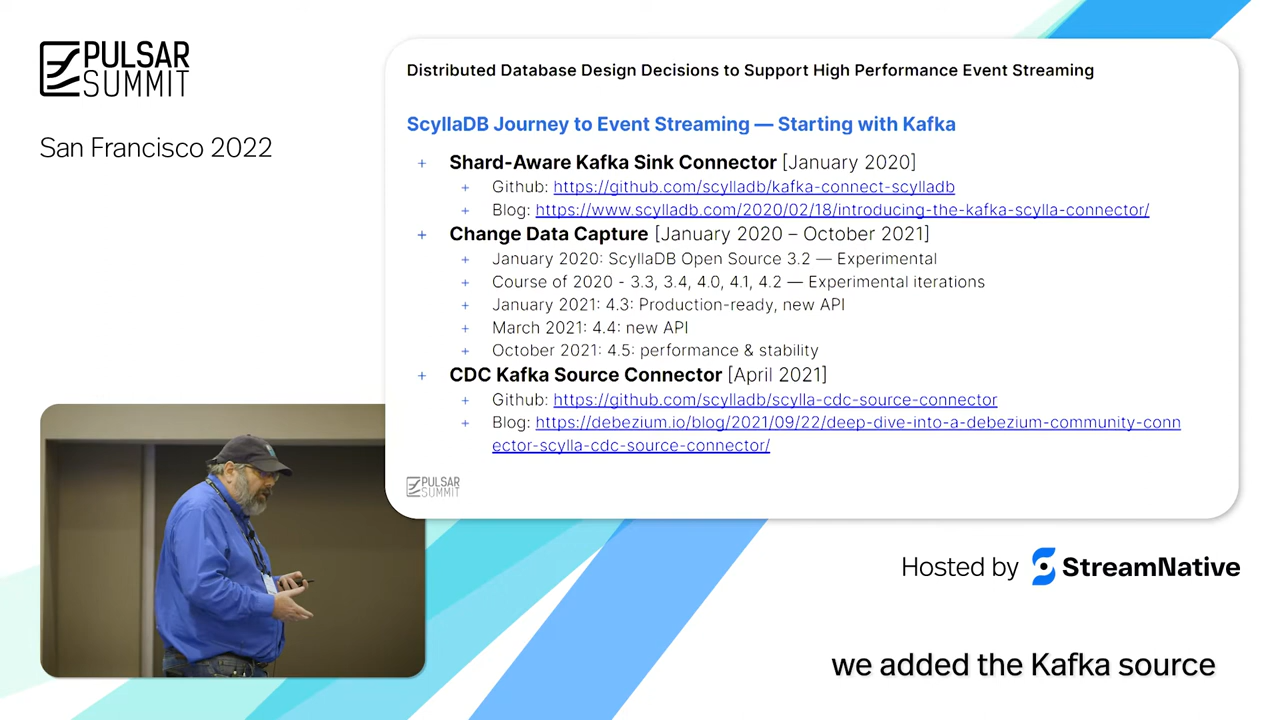 PULSAR
SUMMIT
San Francisco 2022
Distributed Database Design Decisions to Support High Performance Event Streaming
ScyllaDB Journey to Event Streaming — Starting with Kafka
+ Shard-Aware Kafka Sink Connector [January 2020]
+ Github: https://github.com/scylladb/kafka-connect-scylladb
+ Blog: https://www.scylladb.com/2020/02/18/introducing-the-kafka-scylla-connector/
+ Change Data Capture [January 2020 – October 2021]
+ January 2020: ScyllaDB Open Source 3.2 — Experimental
+ Course of 2020 - 3.3, 3.4, 4.0, 4.1, 4.2 — Experimental iterations
+ January 2021: 4.3: Production-ready, new API
+ March 2021: 4.4: new API
+ October 2021: 4.5: performance & stability
+ CDC Kafka Source Connector [April 2021]
+ Github: https://github.com/scylladb/scylla-cdc-source-connector
+ Blog: https://debezium.io/blog/2021/09/22/deep-dive-into-a-debezium-community-conn
ector-scylla-cdc-source-connector/
PULSAR
SUMMIT
Hosted by StreamNative
we added the Kafka source